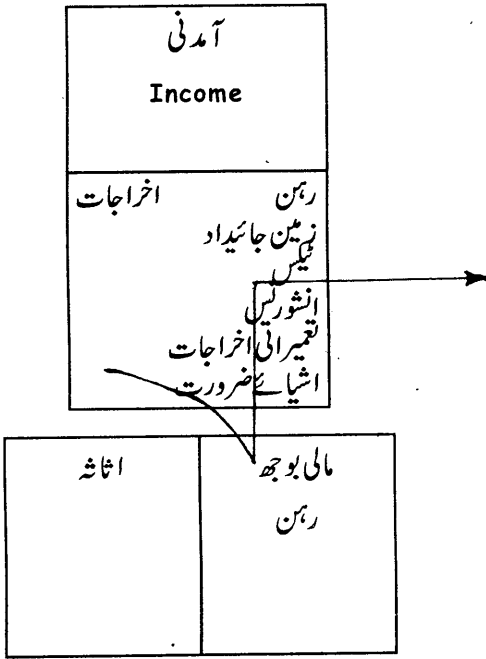 آمدنی
Income
رہن اخراجات
زمین جائیداد
ٹیکس
انشورنس
تعمیراتی اخراجات
اشیائے ضرورت
مالی بوجھ اثاثہ
رہن